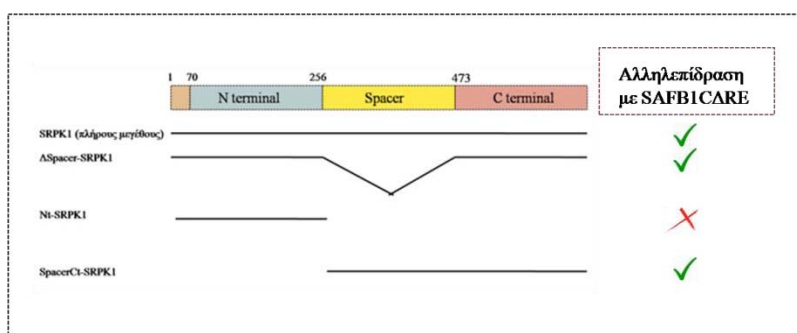 Αλληλεπίδραση
με SAFB1CΔRE
1 70 256 473
N terminal Spacer C terminal
SRPK1 (πλήρους μεγέθους)
ΔSpacer-SRPK1
Nt-SRPK1
SpacerCt-SRPK1